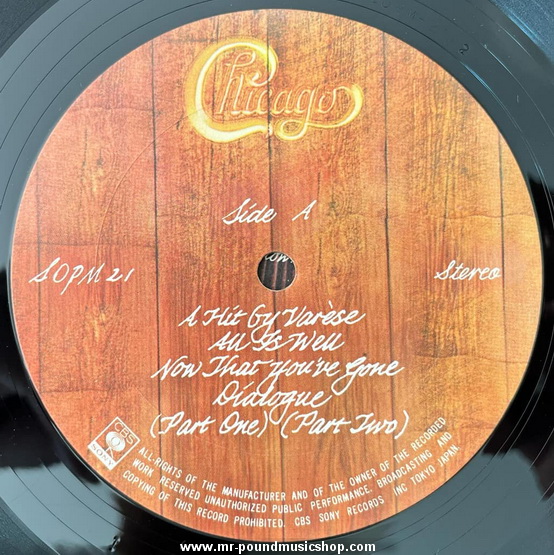 Chicago
Side A
SOPM 21
Stereo
A Hit By Varèse
All Is Well
Now That You've Gone
Dialogue
(Part One) (Part Two)
CBS
SONY
ALL-RIGHTS OF THE MANUFACTURER AND OF THE OWNER OF THE RECORDED
WORK RESERVED UNAUTHORIZED PUBLIC PERFORMANCE, BROADCASTING AND
COPYING OF THIS RECORD PROHIBITED. CBS SONY RECORDS INC TOKYO JAPAN
www.mr-poundmusicshop.com